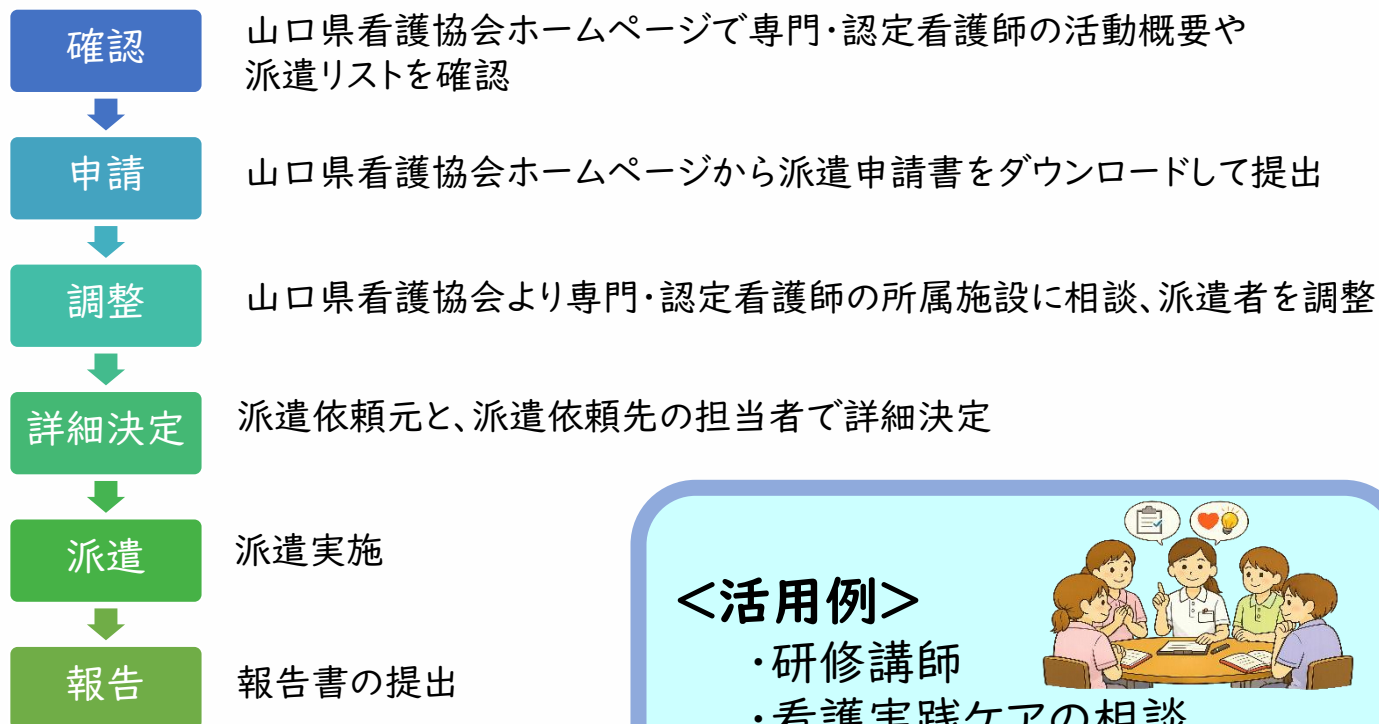 確認
山口県看護協会ホームページで専門・認定看護師の活動概要や
派遣リストを確認
申請
山口県看護協会ホームページから派遣申請書をダウンロードして提出
調整
山口県看護協会より専門・認定看護師の所属施設に相談、派遣者を調整
詳細決定
派遣依頼元と、派遣依頼先の担当者で詳細決定
派遣
派遣実施
報告
報告書の提出
<活用例>
・研修講師
・看護実践ケアの相談